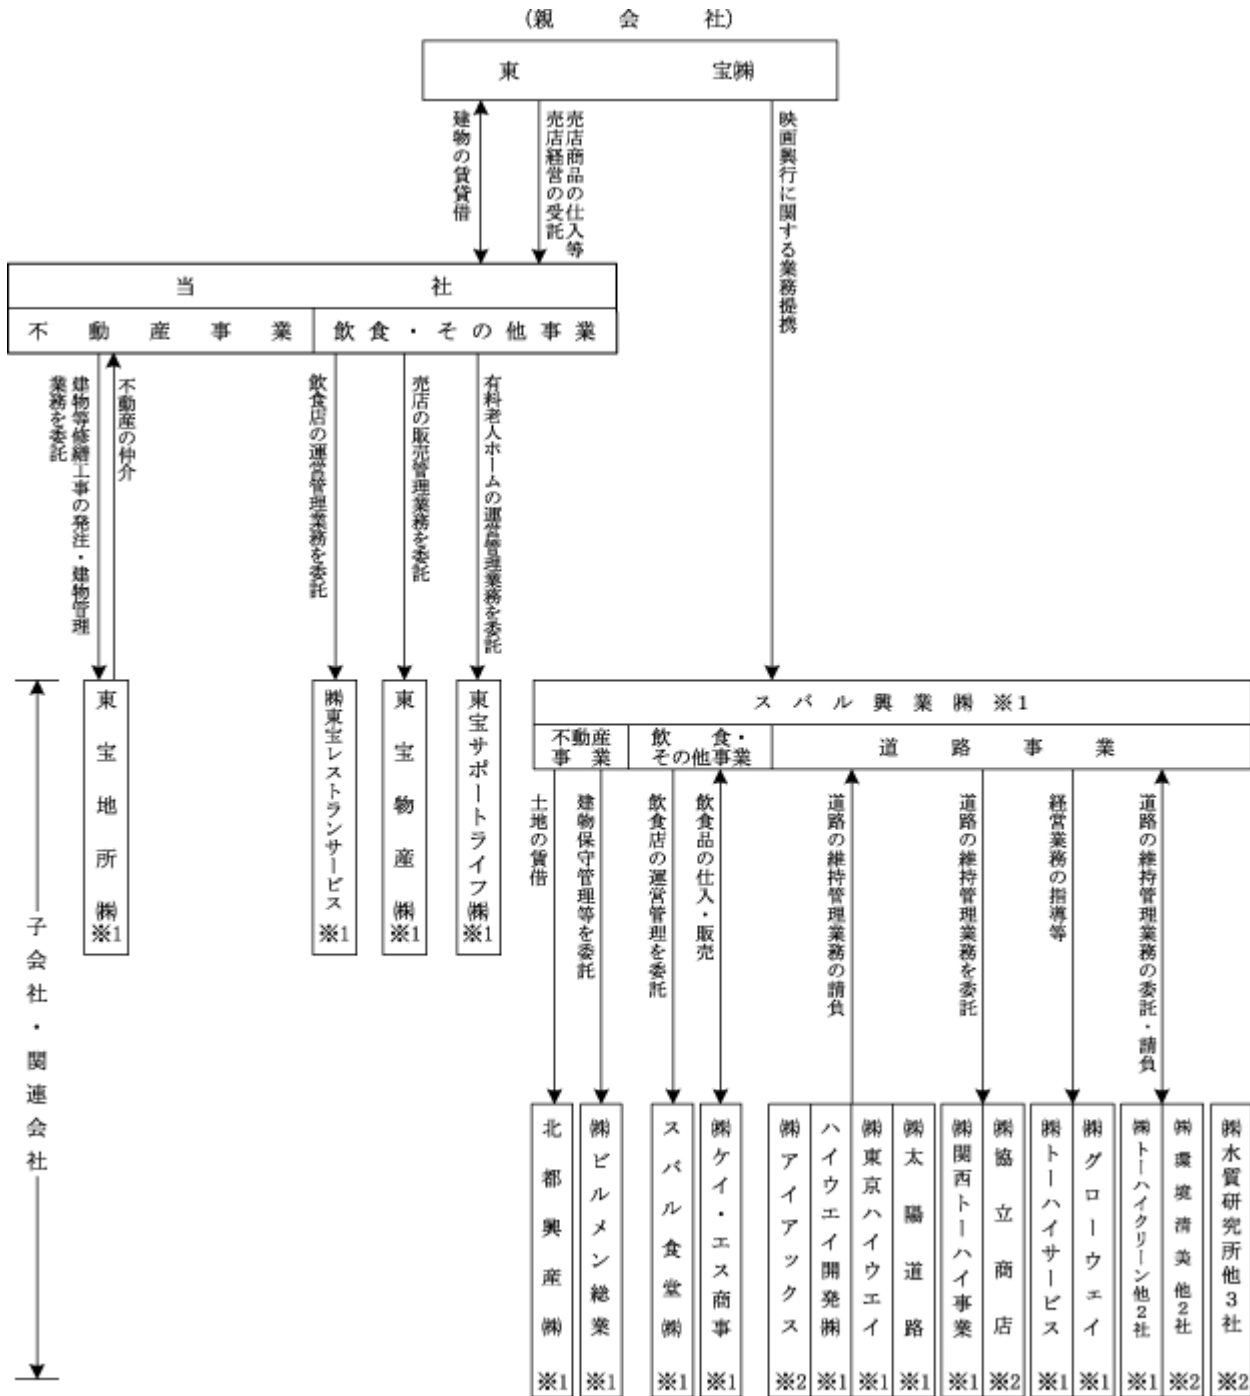 (親会社)
東宝㈱
建物の賃貸借
売店商品の仕入等
売店経営の受託
映画興行に関する業務提携
当社
不動産事業
飲食・その他事業
建物等修繕工事の発注・建物管理
業務を委託
不動産の仲介
飲食店の運営管理業務を委託
売店の販売管理業務を委託
有料老人ホームの運営管理業務を委託
子会社・関連会社
東宝地所㈱
※1
㈱東宝レストランサービス
※1
東宝物産㈱
※1
東宝サポートライフ㈱
※1
スバル興業㈱ ※1
不動産
事業
飲食・
その他事業
道路事業
土地の賃借
建物保守管理等を委託
飲食店の運営管理を委託
飲食品の仕入・販売
道路の維持管理業務の請負
道路の維持管理業務を委託
経営業務の指導等
道路の維持管理業務の委託・請負
北都興産㈱
※1
㈱ビルメン総業
※1
スバル食堂㈱
※1
㈱ケイ・エス商事
※1
㈱アイアックス
※2
ハイウエイ開発㈱
※1
㈱東京ハイウエイ
※1
㈱太陽道路
※1
㈱関西トーハイ事業
※1
㈱協立商店
※2
㈱トーハイサービス
※1
㈱グローウェイ
※1
㈱トーハイクリーン他2社
※1
㈱環境清美他2社
※2
㈱水質研究所他3社
※2